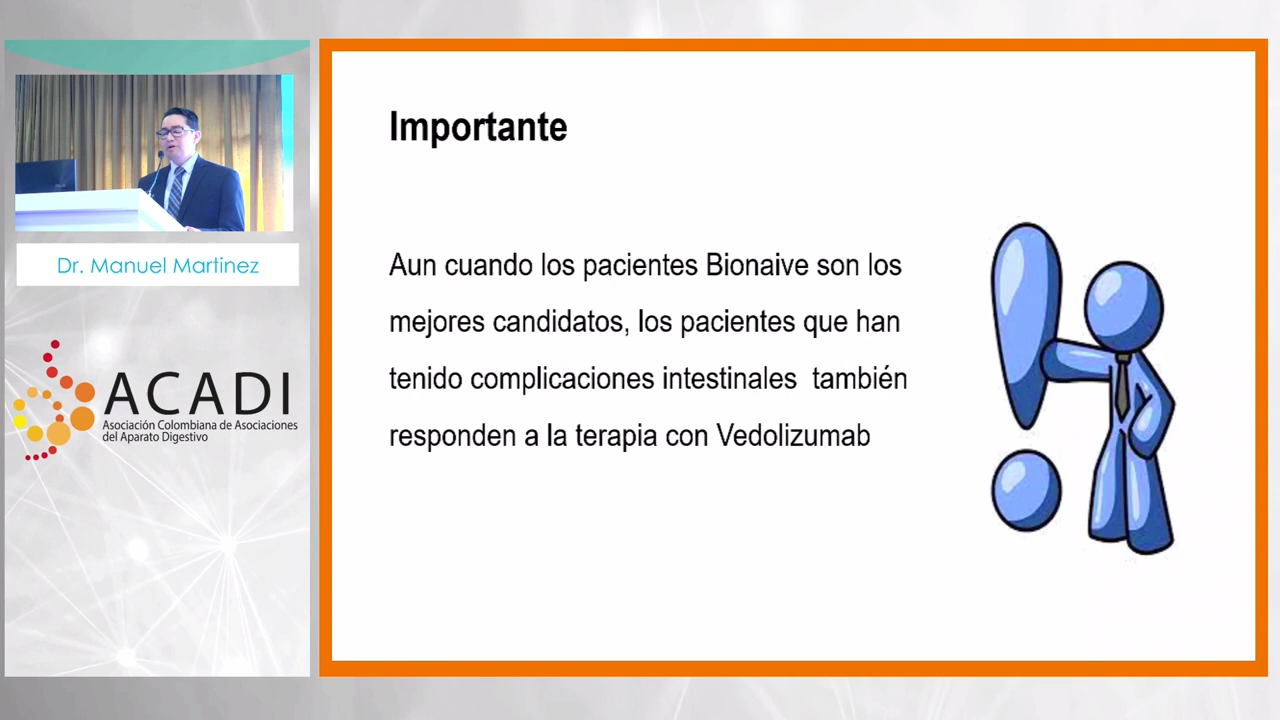 Dr. Manuel Martinez
ACADI
Asociación Colombiana de Asociaciones
del Aparato Digestivo
Importante
Aun cuando los pacientes Bionaive son los
mejores candidatos, los pacientes que han
tenido complicaciones intestinales también
responden a la terapia con Vedolizumab